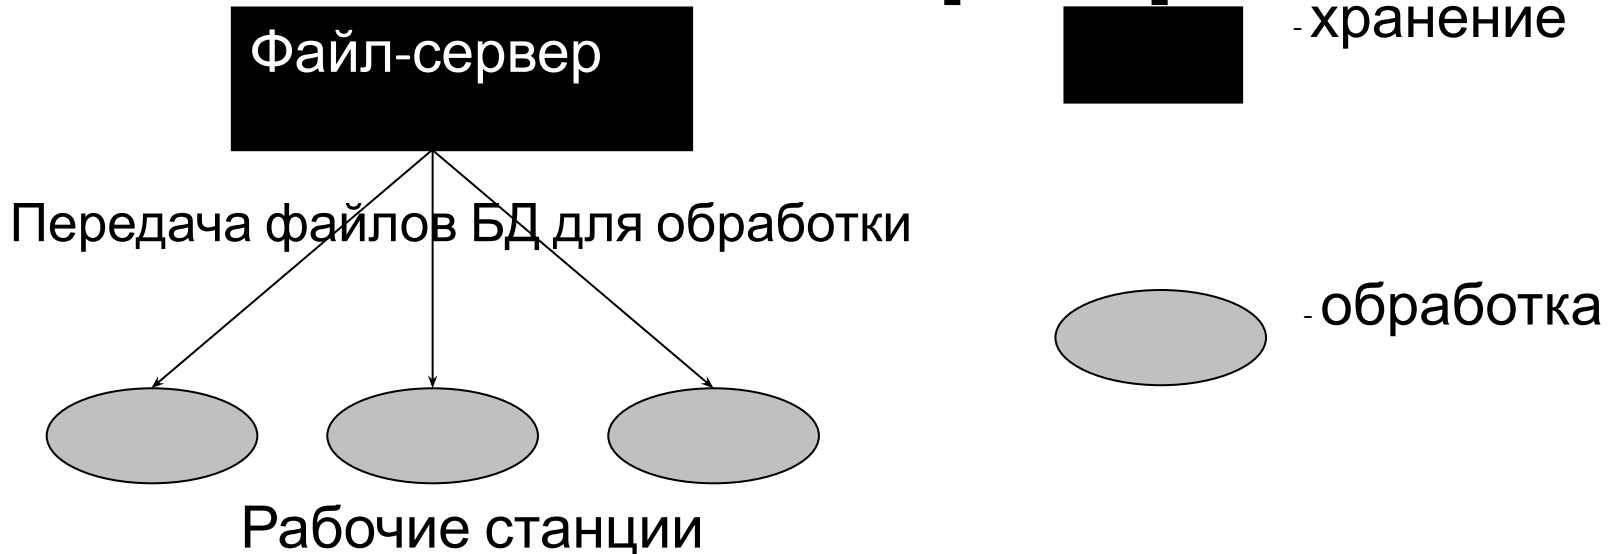 Файл-сервер
- хранение
Передача файлов БД для обработки
- обработка
Рабочие станции